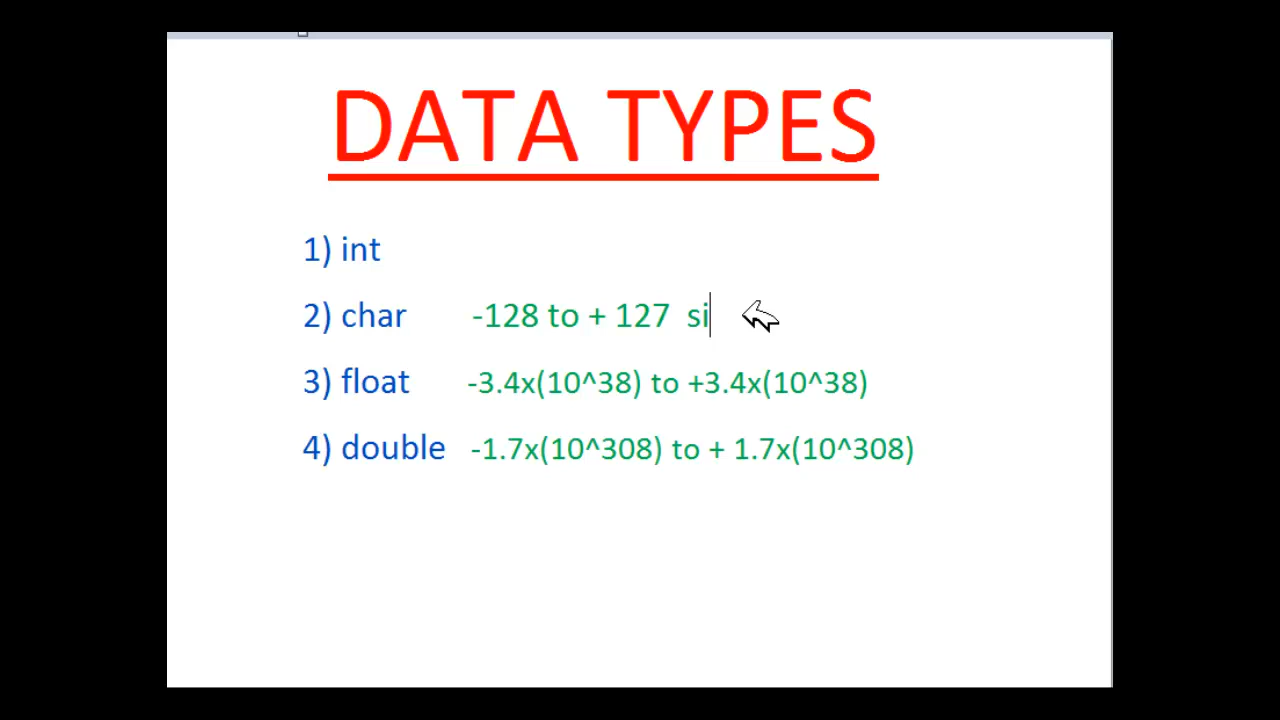 DATA TYPES
1) int
2) char -128 to + 127 si
3) float -3.4x(10^38) to +3.4x(10^38)
4) double -1.7x(10^308) to + 1.7x(10^308)